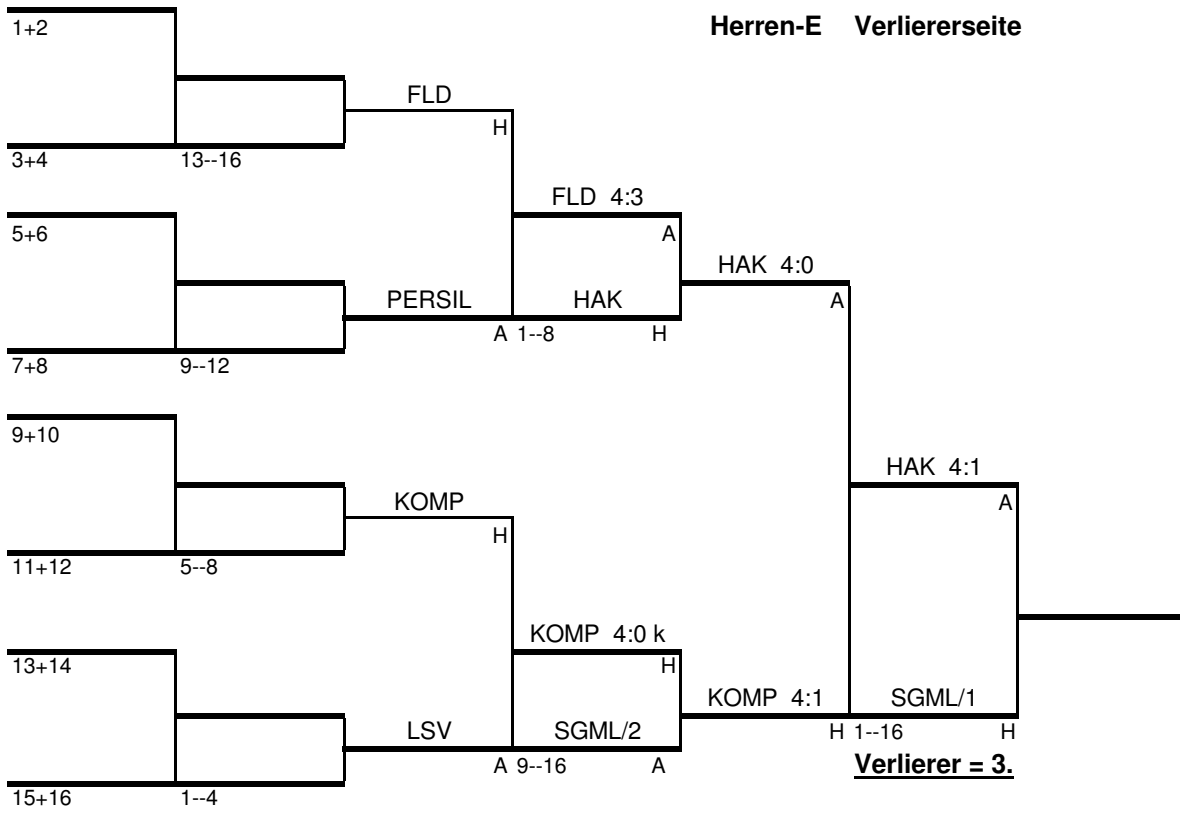 Herren-E Verliererseite
1+2
FLD
H
3+4
13--16
FLD 4:3
5+6
A
HAK 4:0
PERSIL
HAK
A
A 1--8
H
7+8
9--12
9+10
HAK 4:1
KOMP
A
H
11+12
5--8
KOMP 4:0 k
13+14
H
KOMP 4:1
SGML/1
LSV
SGML/2
H 1--16
H
A 9--16
A
Verlierer = 3.
15+16
1--4